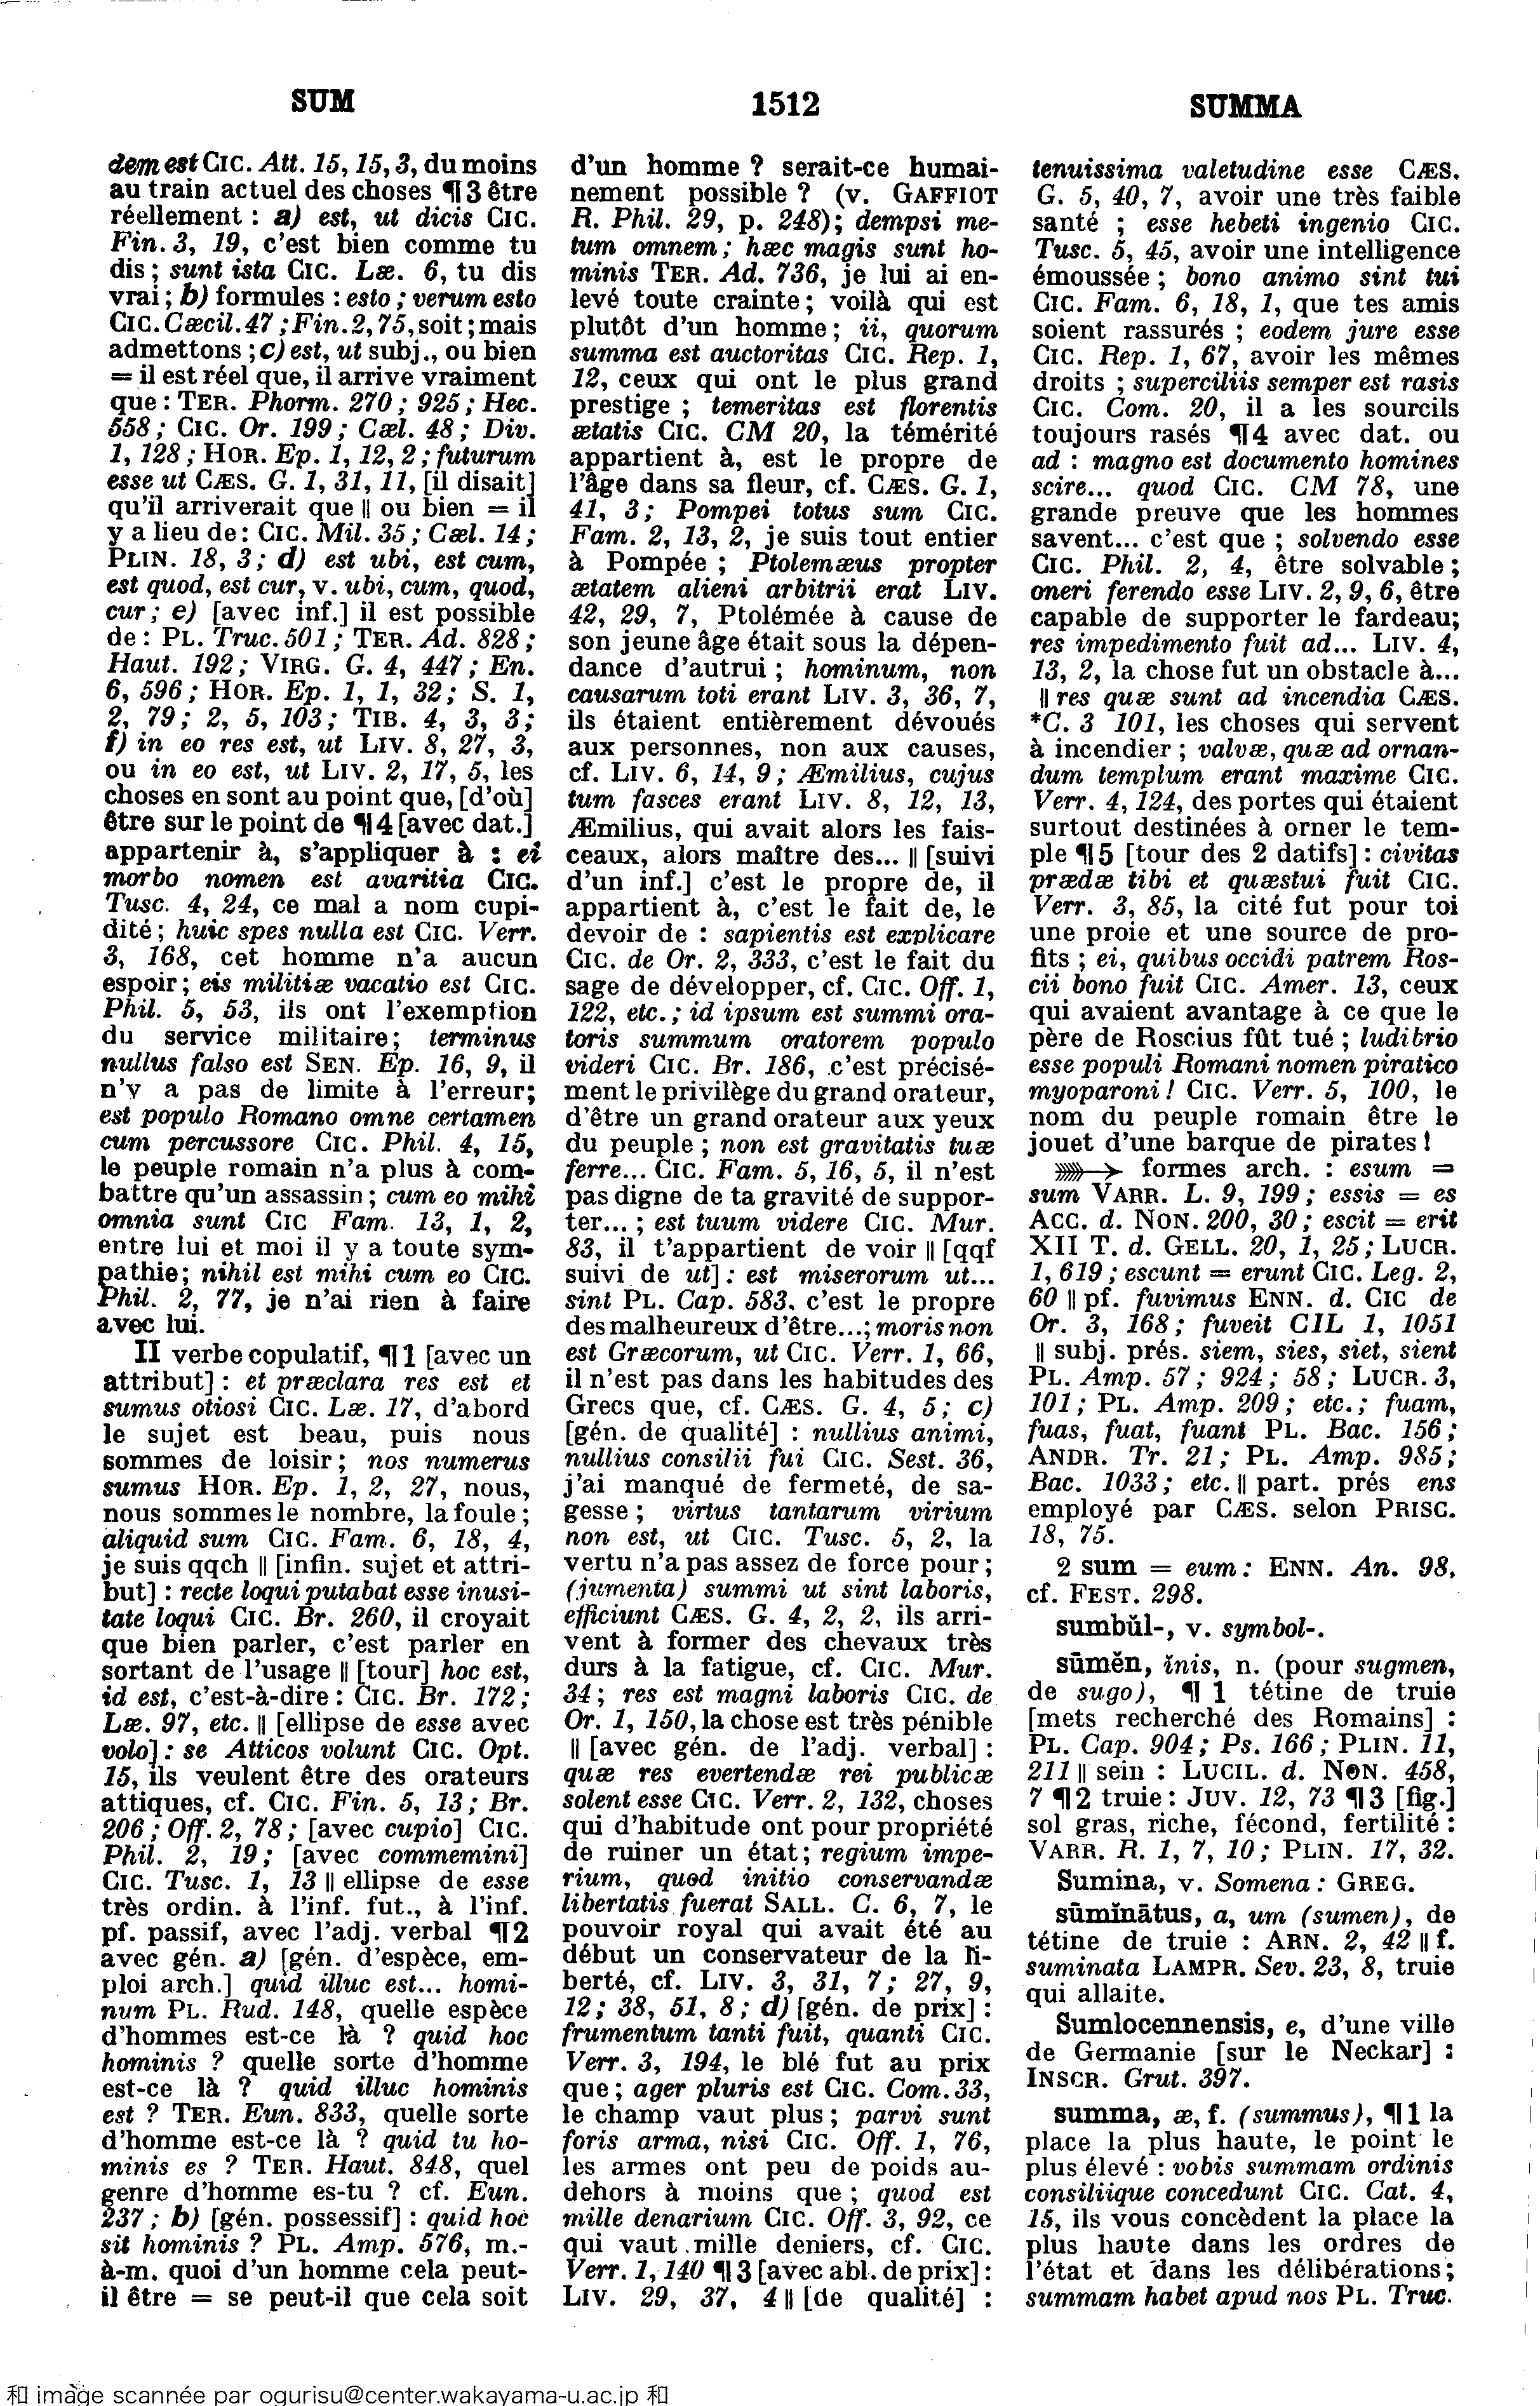 SUM
1512
SUMMA
dem est CIC. Att. 15, 15, 3, du moins
au train actuel des choses ¶ 3 être
réellement : a) est, ut dicis CIC.
Fin. 3, 19, c'est bien comme tu
dis ; sunt ista CIC. Læ. 6, tu dis
vrai ; b) formules : esto ; verum esto
CIC. Cæcil. 47 ; Fin. 2, 75, soit ; mais
admettons ; c) est, ut subj., ou bien
= il est réel que, il arrive vraiment
que : TER. Phorm. 270 ; 925 ; Hec.
558 ; CIC. Or. 199 ; Cæl. 48 ; Div.
1, 128 ; HOR. Ep. 1, 12, 2 ; futurum
esse ut CÆS. G. 1, 31, 11, [il disait]
qu'il arriverait que || ou bien = il
y a lieu de : CIC. Mil. 35 ; Cæl. 14 ;
PLIN. 18, 3 ; d) est ubi, est cum,
est quod, est cur, v. ubi, cum, quod,
cur ; e) [avec inf.] il est possible
de : PL. Truc. 501 ; TER. Ad. 828 ;
Haut. 192 ; VIRG. G. 4, 447 ; En.
6, 596 ; HOR. Ep. 1, 1, 32 ; S. 1,
2, 79 ; 2, 5, 103 ; TIB. 4, 3, 3 ;
f) in eo res est, ut LIV. 8, 27, 3,
ou in eo est, ut LIV. 2, 17, 5, les
choses en sont au point que, [d'où]
être sur le point de ¶ 4 [avec dat.]
appartenir à, s'appliquer à : ei
morbo nomen est avaritia CIC.
Tusc. 4, 24, ce mal a nom cupi-
dité ; huic spes nulla est CIC. Verr.
3, 168, cet homme n'a aucun
espoir ; eis militiæ vacatio est CIC.
Phil. 5, 53, ils ont l'exemption
du service militaire ; terminus
nullus falso est SEN. Ep. 16, 9, il
n'y a pas de limite à l'erreur ;
est populo Romano omne certamen
cum percussore CIC. Phil. 4, 15,
le peuple romain n'a plus à com-
battre qu'un assassin ; cum eo mihi
omnia sunt CIC Fam. 13, 1, 2,
entre lui et moi il y a toute sym-
pathie ; nihil est mihi cum eo CIC.
Phil. 2, 77, je n'ai rien à faire
avec lui.
II verbe copulatif, ¶ 1 [avec un
attribut] : et præclara res est et
sumus otiosi CIC. Læ. 17, d'abord
le sujet est beau, puis nous
sommes de loisir ; nos numerus
sumus HOR. Ep. 1, 2, 27, nous,
nous sommes le nombre, la foule ;
aliquid sum CIC. Fam. 6, 18, 4,
je suis qqch || [infin. sujet et attri-
but] : recte loqui putabat esse inusi-
tate loqui CIC. Br. 260, il croyait
que bien parler, c'est parler en
sortant de l'usage || [tour] hoc est,
id est, c'est-à-dire : CIC. Br. 172 ;
Læ. 97, etc. || [ellipse de esse avec
volo] : se Atticos volunt CIC. Opt.
15, ils veulent être des orateurs
attiques, cf. CIC. Fin. 5, 13 ; Br.
206 ; Off. 2, 78 ; [avec cupio] CIC.
Phil. 2, 19 ; [avec commemini]
CIC. Tusc. 1, 13 || ellipse de esse
très ordin. à l'inf. fut., à l'inf.
pf. passif, avec l'adj. verbal ¶ 2
avec gén. a) [gén. d'espèce, em-
ploi arch.] quid illuc est... homi-
num PL. Rud. 148, quelle espèce
d'hommes est-ce là ? quid hoc
hominis ? quelle sorte d'homme
est-ce là ? quid illuc hominis
est ? TER. Eun. 833, quelle sorte
d'homme est-ce là ? quid tu ho-
minis es ? TER. Haut. 848, quel
genre d'homme es-tu ? cf. Eun.
237 ; b) [gén. possessif] : quid hoc
sit hominis ? PL. Amp. 576, m.-
à-m. quoi d'un homme cela peut-
il être = se peut-il que cela soit
d'un homme ? serait-ce humai-
nement possible ? (v. GAFFIOT
R. Phil. 29, p. 248) ; dempsi me-
tum omnem ; hæc magis sunt ho-
minis TER. Ad. 736, je lui ai en-
levé toute crainte ; voilà qui est
plutôt d'un homme ; ii, quorum
summa est auctoritas CIC. Rep. 1,
12, ceux qui ont le plus grand
prestige ; temeritas est florentis
ætatis CIC. CM 20, la témérité
appartient à, est le propre de
l'âge dans sa fleur, cf. CÆS. G. 1,
41, 3 ; Pompei totus sum CIC.
Fam. 2, 13, 2, je suis tout entier
à Pompée ; Ptolemæus propter
ætatem alieni arbitrii erat LIV.
42, 29, 7, Ptolémée à cause de
son jeune âge était sous la dépen-
dance d'autrui ; hominum, non
causarum toti erant LIV. 3, 36, 7,
ils étaient entièrement dévoués
aux personnes, non aux causes,
cf. LIV. 6, 14, 9 ; Æmilius, cujus
tum fasces erant LIV. 8, 12, 13,
Æmilius, qui avait alors les fais-
ceaux, alors maître des... || [suivi
d'un inf.] c'est le propre de, il
appartient à, c'est le fait de, le
devoir de : sapientis est explicare
CIC. de Or. 2, 333, c'est le fait du
sage de développer, cf. CIC. Off. 1,
122, etc. ; id ipsum est summi ora-
toris summum oratorem populo
videri CIC. Br. 186, c'est précisé-
ment le privilège du grand orateur,
d'être un grand orateur aux yeux
du peuple ; non est gravitatis tuæ
ferre... CIC. Fam. 5, 16, 5, il n'est
pas digne de ta gravité de suppor-
ter... ; est tuum videre CIC. Mur.
83, il t'appartient de voir || [qqf
suivi de ut] : est miserorum ut...
sint PL. Cap. 583, c'est le propre
des malheureux d'être... ; moris non
est Græcorum, ut CIC. Verr. 1, 66,
il n'est pas dans les habitudes des
Grecs que, cf. CÆS. G. 4, 5 ; c)
[gén. de qualité] : nullius animi,
nullius consilii fui CIC. Sest. 36,
j'ai manqué de fermeté, de sa-
gesse ; virtus tantarum virium
non est, ut CIC. Tusc. 5, 2, la
vertu n'a pas assez de force pour ;
(jumenta) summi ut sint laboris,
efficiunt CÆS. G. 4, 2, 2, ils arri-
vent à former des chevaux très
durs à la fatigue, cf. CIC. Mur.
34 ; res est magni laboris CIC. de
Or. 1, 150, la chose est très pénible
|| [avec gén. de l'adj. verbal] :
quæ res evertendæ rei publicæ
solent esse CIC. Verr. 2, 132, choses
qui d'habitude ont pour propriété
de ruiner un état ; regium impe-
rium, quod initio conservandæ
libertatis fuerat SALL. C. 6, 7, le
pouvoir royal qui avait été au
début un conservateur de la li-
berté, cf. LIV. 3, 31, 7 ; 27, 9,
12 ; 38, 51, 8 ; d) [gén. de prix] :
frumentum tanti fuit, quanti CIC.
Verr. 3, 194, le blé fut au prix
que ; ager pluris est CIC. Com. 33,
le champ vaut plus ; parvi sunt
foris arma, nisi CIC. Off. 1, 76,
les armes ont peu de poids au-
dehors à moins que ; quod est
mille denarium CIC. Off. 3, 92, ce
qui vaut mille deniers, cf. CIC.
Verr. 1, 140 ¶ 3 [avec abl. de prix] :
LIV. 29, 37, 4 || [de qualité] :
tenuissima valetudine esse CÆS.
G. 5, 40, 7, avoir une très faible
santé ; esse hebeti ingenio CIC.
Tusc. 5, 45, avoir une intelligence
émoussée ; bono animo sint tui
CIC. Fam. 6, 18, 1, que tes amis
soient rassurés ; eodem jure esse
CIC. Rep. 1, 67, avoir les mêmes
droits ; superciliis semper est rasis
CIC. Com. 20, il a les sourcils
toujours rasés ¶ 4 avec dat. ou
ad : magno est documento homines
scire... quod CIC. CM 78, une
grande preuve que les hommes
savent... c'est que ; solvendo esse
CIC. Phil. 2, 4, être solvable ;
oneri ferendo esse LIV. 2, 9, 6, être
capable de supporter le fardeau ;
res impedimento fuit ad... LIV. 4,
13, 2, la chose fut un obstacle à...
|| res quæ sunt ad incendia CÆS.
*C. 3 101, les choses qui servent
à incendier ; valvæ, quæ ad ornan-
dum templum erant maxime CIC.
Verr. 4, 124, des portes qui étaient
surtout destinées à orner le tem-
ple ¶ 5 [tour des 2 datifs] : civitas
prædæ tibi et quæstui fuit CIC.
Verr. 3, 85, la cité fut pour toi
une proie et une source de pro-
fits ; ei, quibus occidi patrem Ros-
cii bono fuit CIC. Amer. 13, ceux
qui avaient avantage à ce que le
père de Roscius fût tué ; ludibrio
esse populi Romani nomen piratico
myoparoni ! CIC. Verr. 5, 100, le
nom du peuple romain être le
jouet d'une barque de pirates !
formes arch. : esum =
sum VARR. L. 9, 199 ; essis = es
ACC. d. NON. 200, 30 ; escit = erit
XII T. d. GELL. 20, 1, 25 ; LUCR.
1, 619 ; escunt = erunt CIC. Leg. 2,
60 || pf. fuvimus ENN. d. CIC de
Or. 3, 168 ; fuveit CIL 1, 1051
|| subj. prés. siem, sies, siet, sient
PL. Amp. 57 ; 924 ; 58 ; LUCR. 3,
101 ; PL. Amp. 209 ; etc. ; fuam,
fuas, fuat, fuant PL. Bac. 156 ;
ANDR. Tr. 21 ; PL. Amp. 985 ;
Bac. 1033 ; etc. || part. prés ens
employé par CÆS. selon PRISC.
18, 75.
2 sum = eum : ENN. An. 98,
cf. FEST. 298.
sumbŭl-, v. symbol-.
sūmĕn, ĭnis, n. (pour sugmen,
de sugo), ¶ 1 tétine de truie
[mets recherché des Romains] :
PL. Cap. 904 ; Ps. 166 ; PLIN. 11,
211 || sein : LUCIL. d. NON. 458,
7 ¶ 2 truie : JUV. 12, 73 ¶ 3 [fig.]
sol gras, riche, fécond, fertilité :
VARR. R. 1, 7, 10 ; PLIN. 17, 32.
Sumina, v. Somena : GREG.
sūmĭnātus, a, um (sumen), de
tétine de truie : ARN. 2, 42 || f.
suminata LAMPR. Sev. 23, 8, truie
qui allaite.
Sumlocennensis, e, d'une ville
de Germanie [sur le Neckar] :
INSCR. Grut. 397.
summa, æ, f. (summus), ¶ 1 la
place la plus haute, le point le
plus élevé : vobis summam ordinis
consiliique concedunt CIC. Cat. 4,
15, ils vous concèdent la place la
plus haute dans les ordres de
l'état et dans les délibérations ;
summam habet apud nos PL. Truc.
和 image scannée par ogurisu@center.wakayama-u.ac.jp 和